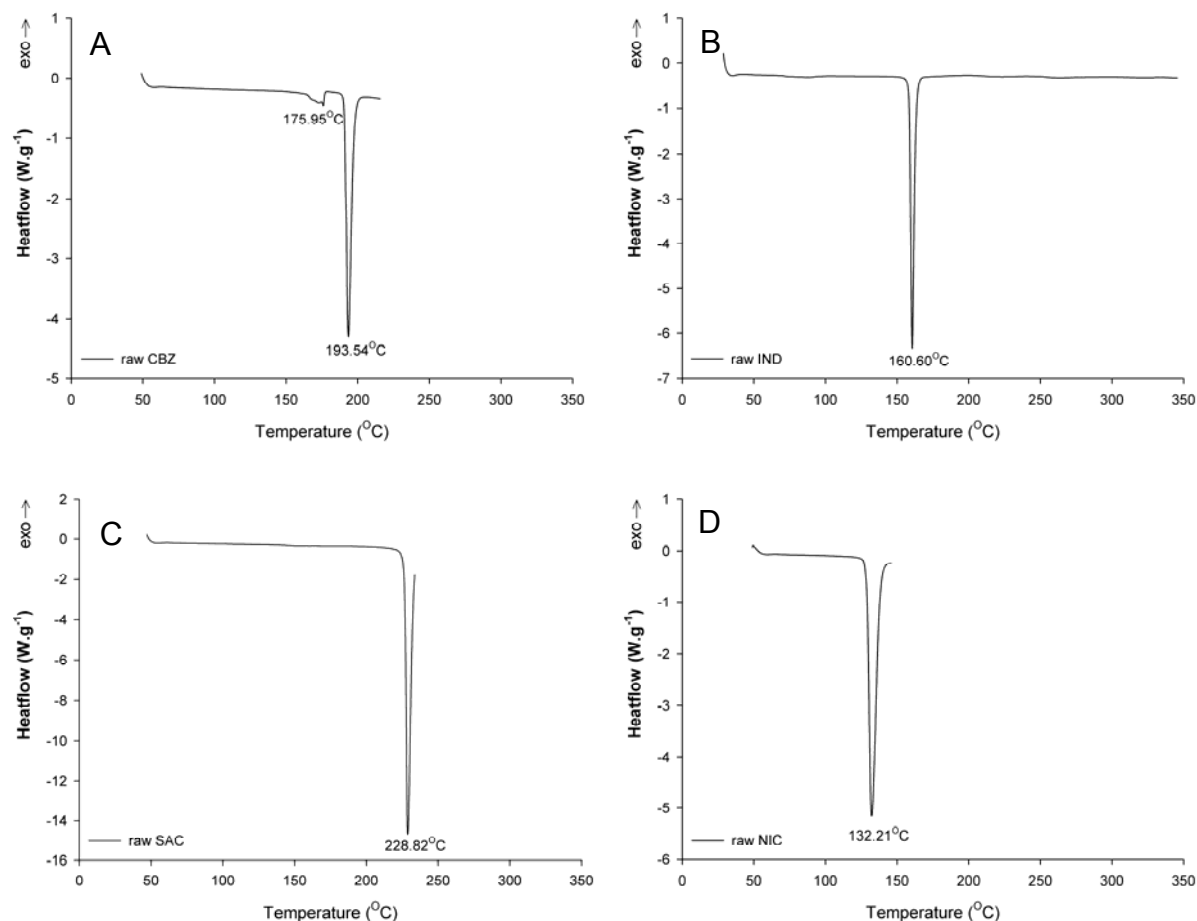 A
exo →
Heatflow (W.g⁻¹)
1
0
-1
-2
-3
-4
-5
175.95°C
193.54°C
raw CBZ
0 50 100 150 200 250 300 350
Temperature (°C)
B
exo →
Heatflow (W.g⁻¹)
1
0
-1
-2
-3
-4
-5
-6
-7
160.60°C
raw IND
0 50 100 150 200 250 300 350
Temperature (°C)
C
exo →
Heatflow (W.g⁻¹)
2
0
-2
-4
-6
-8
-10
-12
-14
-16
228.82°C
raw SAC
0 50 100 150 200 250 300 350
Temperature (°C)
D
exo →
Heatflow (W.g⁻¹)
1
0
-1
-2
-3
-4
-5
-6
132.21°C
raw NIC
0 50 100 150 200 250 300 350
Temperature (°C)